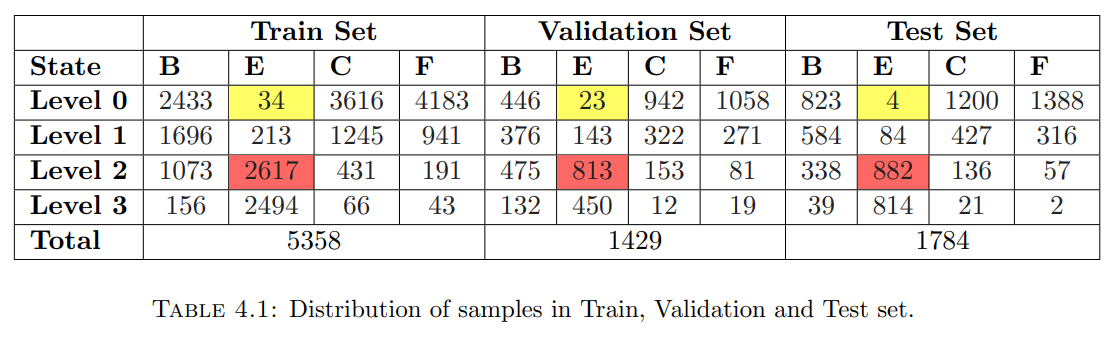 Train Set Validation Set Test Set
State B E C F B E C F B E C F
Level 0 2433 34 3616 4183 446 23 942 1058 823 4 1200 1388
Level 1 1696 213 1245 941 376 143 322 271 584 84 427 316
Level 2 1073 2617 431 191 475 813 153 81 338 882 136 57
Level 3 156 2494 66 43 132 450 12 19 39 814 21 2
Total 5358 1429 1784
TABLE 4.1: Distribution of samples in Train, Validation and Test set.